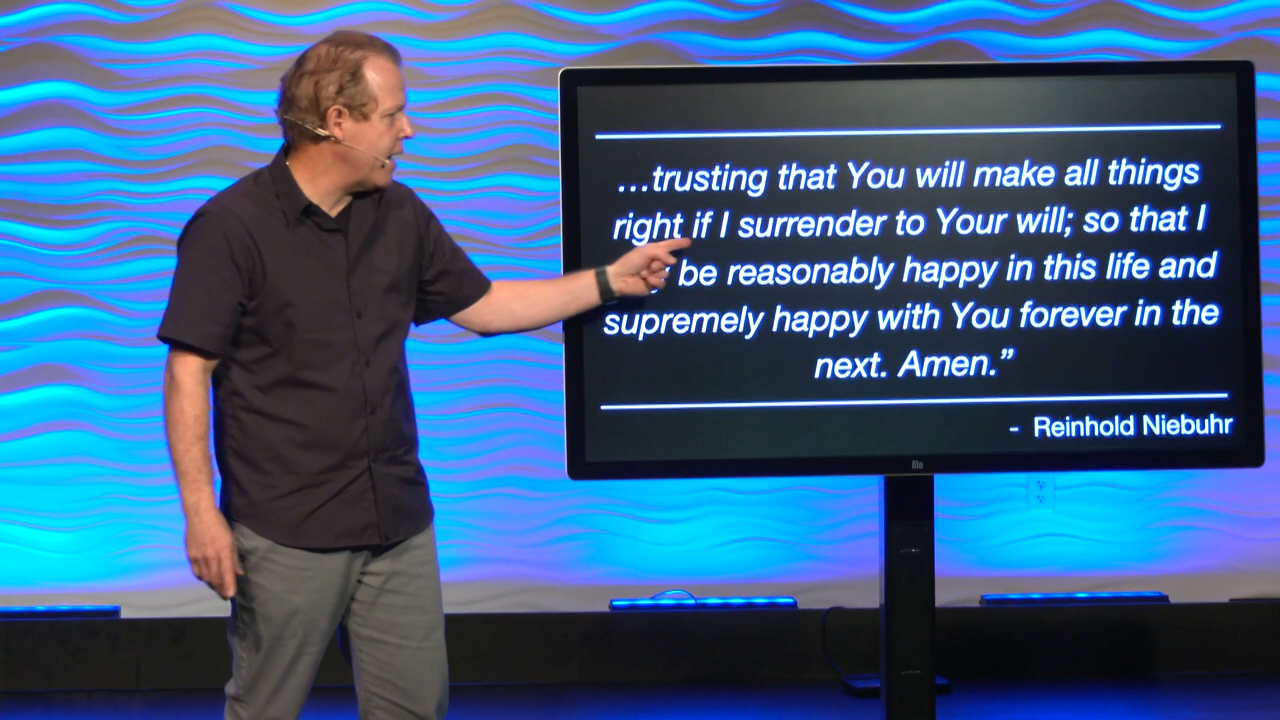 …trusting that You will make all things
right if I surrender to Your will; so that I
be reasonably happy in this life and
supremely happy with You forever in the
next. Amen.”
- Reinhold Niebuhr
elo